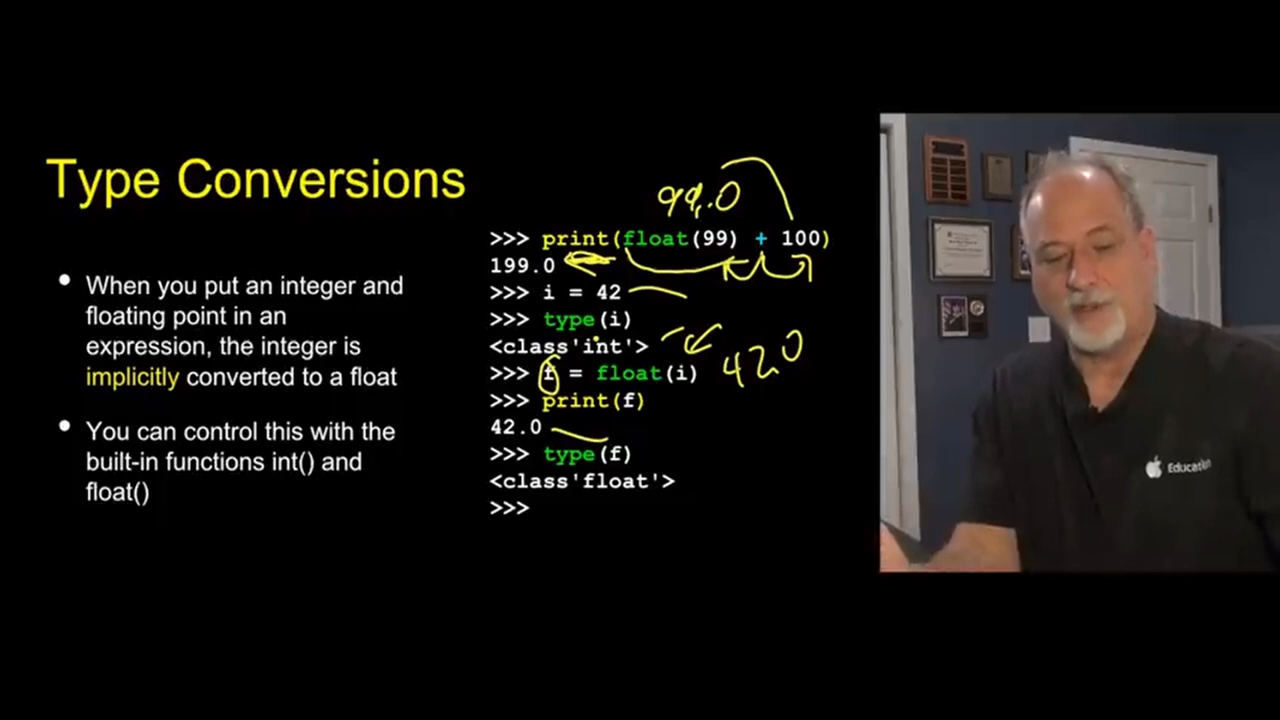 Type Conversions
• When you put an integer and
floating point in an
expression, the integer is
implicitly converted to a float
• You can control this with the
built-in functions int() and
float()
99.0
>>> print(float(99) + 100)
199.0
>>> i = 42
>>> type(i)
<class'int'>
>>> f = float(i)
42.0
>>> print(f)
42.0
>>> type(f)
<class'float'>
>>>
Education